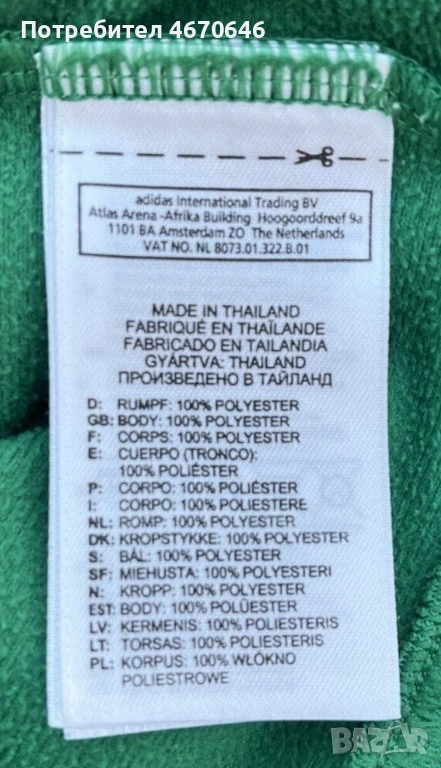 Потребител 4670646
adidas International Trading BV
Atlas Arena -Afrika Building Hoogoorddreef 9a
1101 BA Amsterdam ZO The Netherlands
VAT NO. NL 8073.01.322.B.01
MADE IN THAILAND
FABRIQUÉ EN THAÏLANDE
FABRICADO EN TAILANDIA
GYÁRTVA: THAILAND
ПРОИЗВЕДЕНО В ТАЙЛАНД
D: RUMPF: 100% POLYESTER
GB: BODY: 100% POLYESTER
F: CORPS: 100% POLYESTER
E: CUERPO (TRONCO):
100% POLIÉSTER
P: CORPO: 100% POLIÉSTER
I: CORPO: 100% POLIESTERE
NL: ROMP: 100% POLYESTER
DK: KROPSTYKKE: 100% POLYESTER
S: BÅL: 100% POLYESTER
SF: MIEHUSTA: 100% POLYESTERI
N: KROPP: 100% POLYESTER
EST: BODY: 100% POLÜESTER
LV: KERMENIS: 100% POLIESTERIS
LT: TORSAS: 100% POLIESTERIS
PL: KORPUS: 100% WŁÓKNO
POLIESTROWE
BAZAR.BG